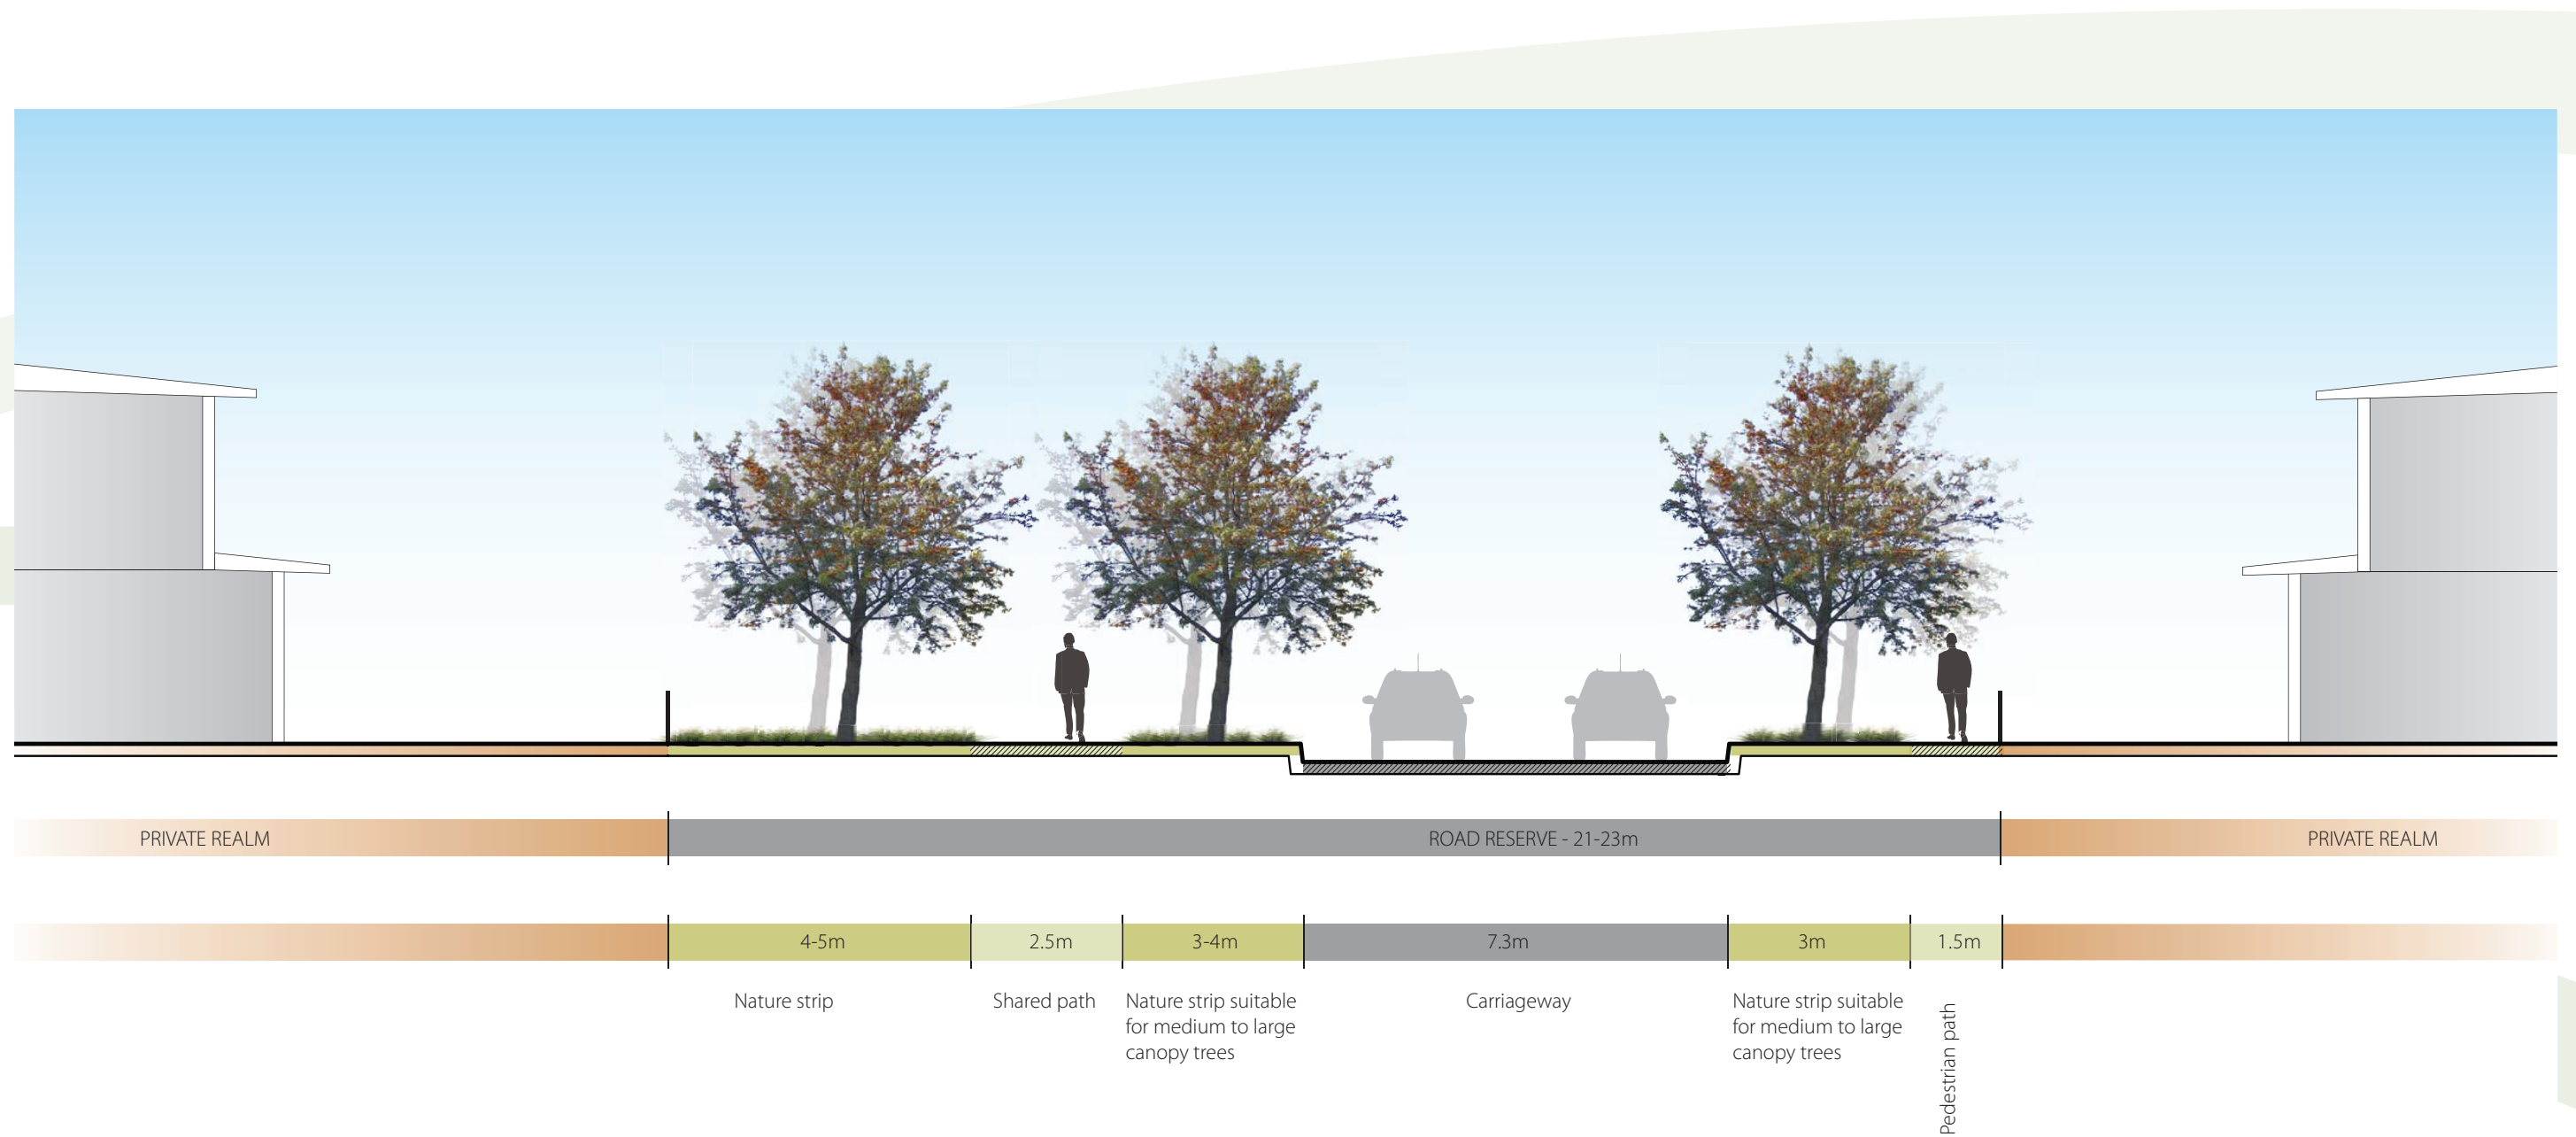 PRIVATE REALM
ROAD RESERVE - 21-23m
PRIVATE REALM
4-5m
2.5m
3-4m
7.3m
3m
1.5m
Nature strip
Shared path
Nature strip suitable
for medium to large
canopy trees
Carriageway
Nature strip suitable
for medium to large
canopy trees
Pedestrian path